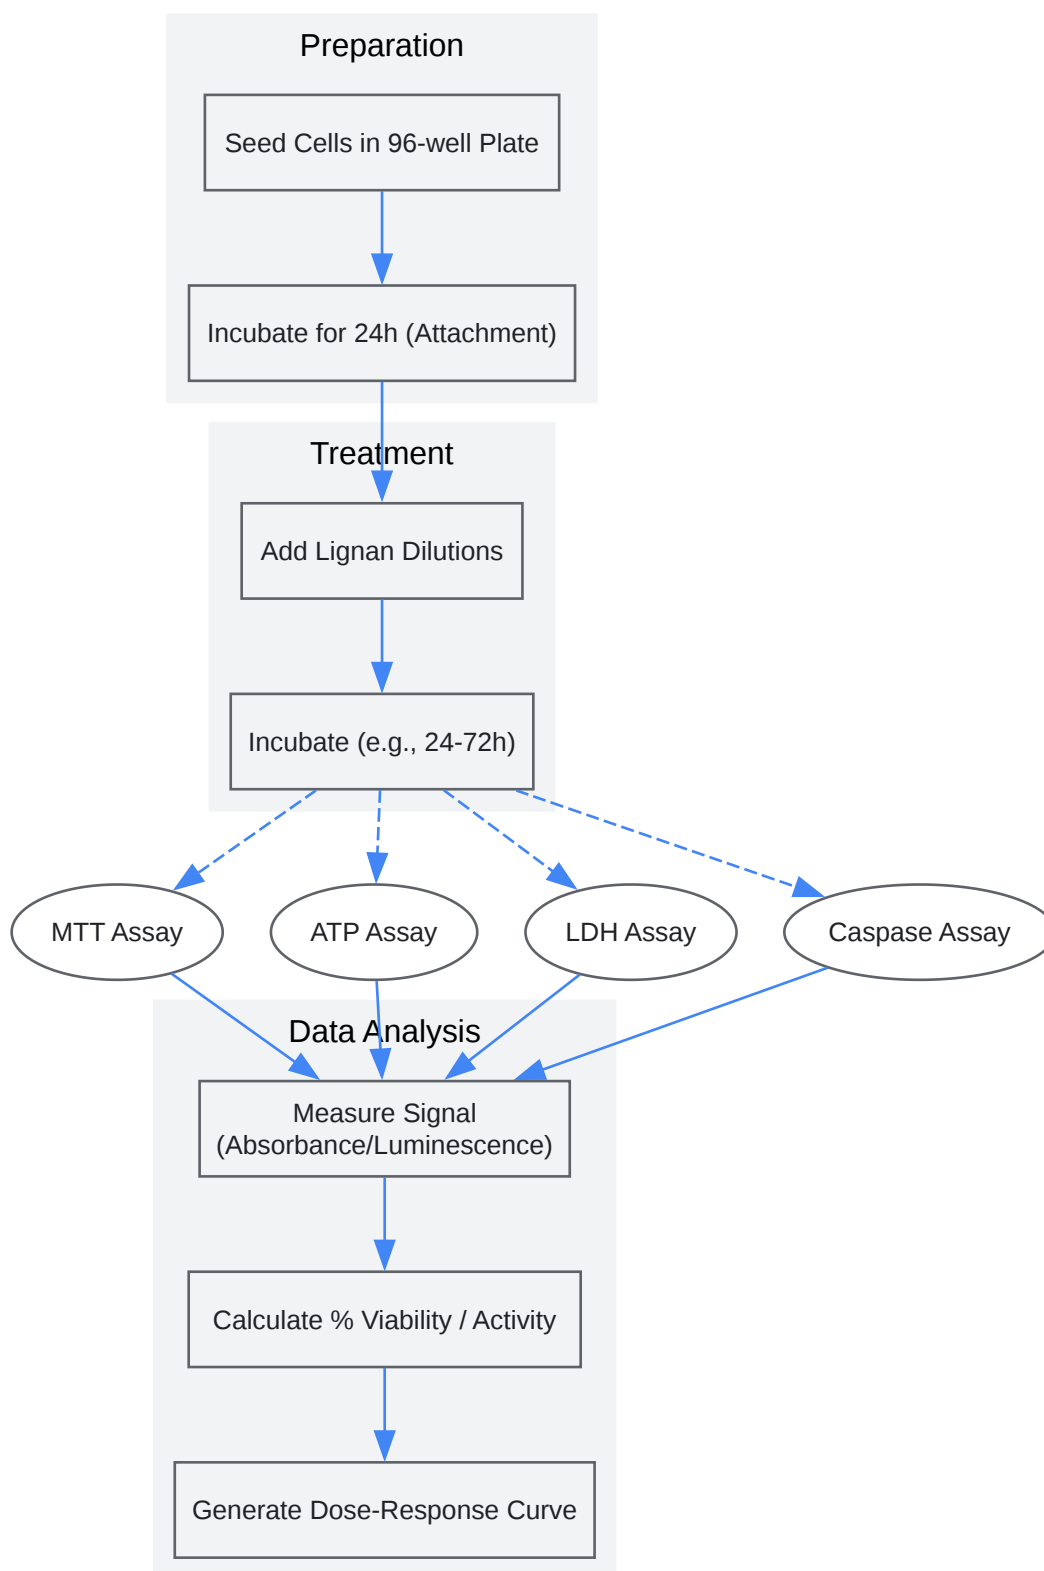 Preparation
Seed Cells in 96-well Plate
Incubate for 24h (Attachment)
Treatment
Add Lignan Dilutions
Incubate (e.g., 24-72h)
MTT Assay
ATP Assay
LDH Assay
Caspase Assay
Data Analysis
Measure Signal
(Absorbance/Luminescence)
Calculate % Viability / Activity
Generate Dose-Response Curve